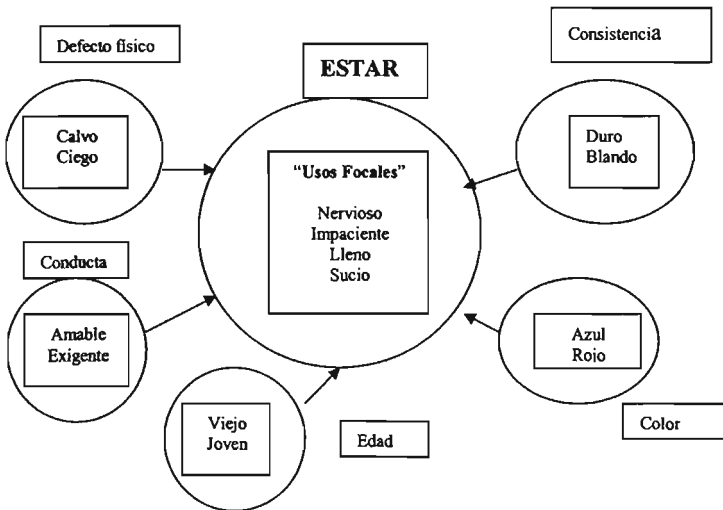 Defecto físico
Consistencia
ESTAR
Calvo
Ciego
Duro
Blando
“Usos Focales”
Nervioso
Impaciente
Lleno
Sucio
Conducta
Amable
Exigente
Azul
Rojo
Viejo
Joven
Edad
Color